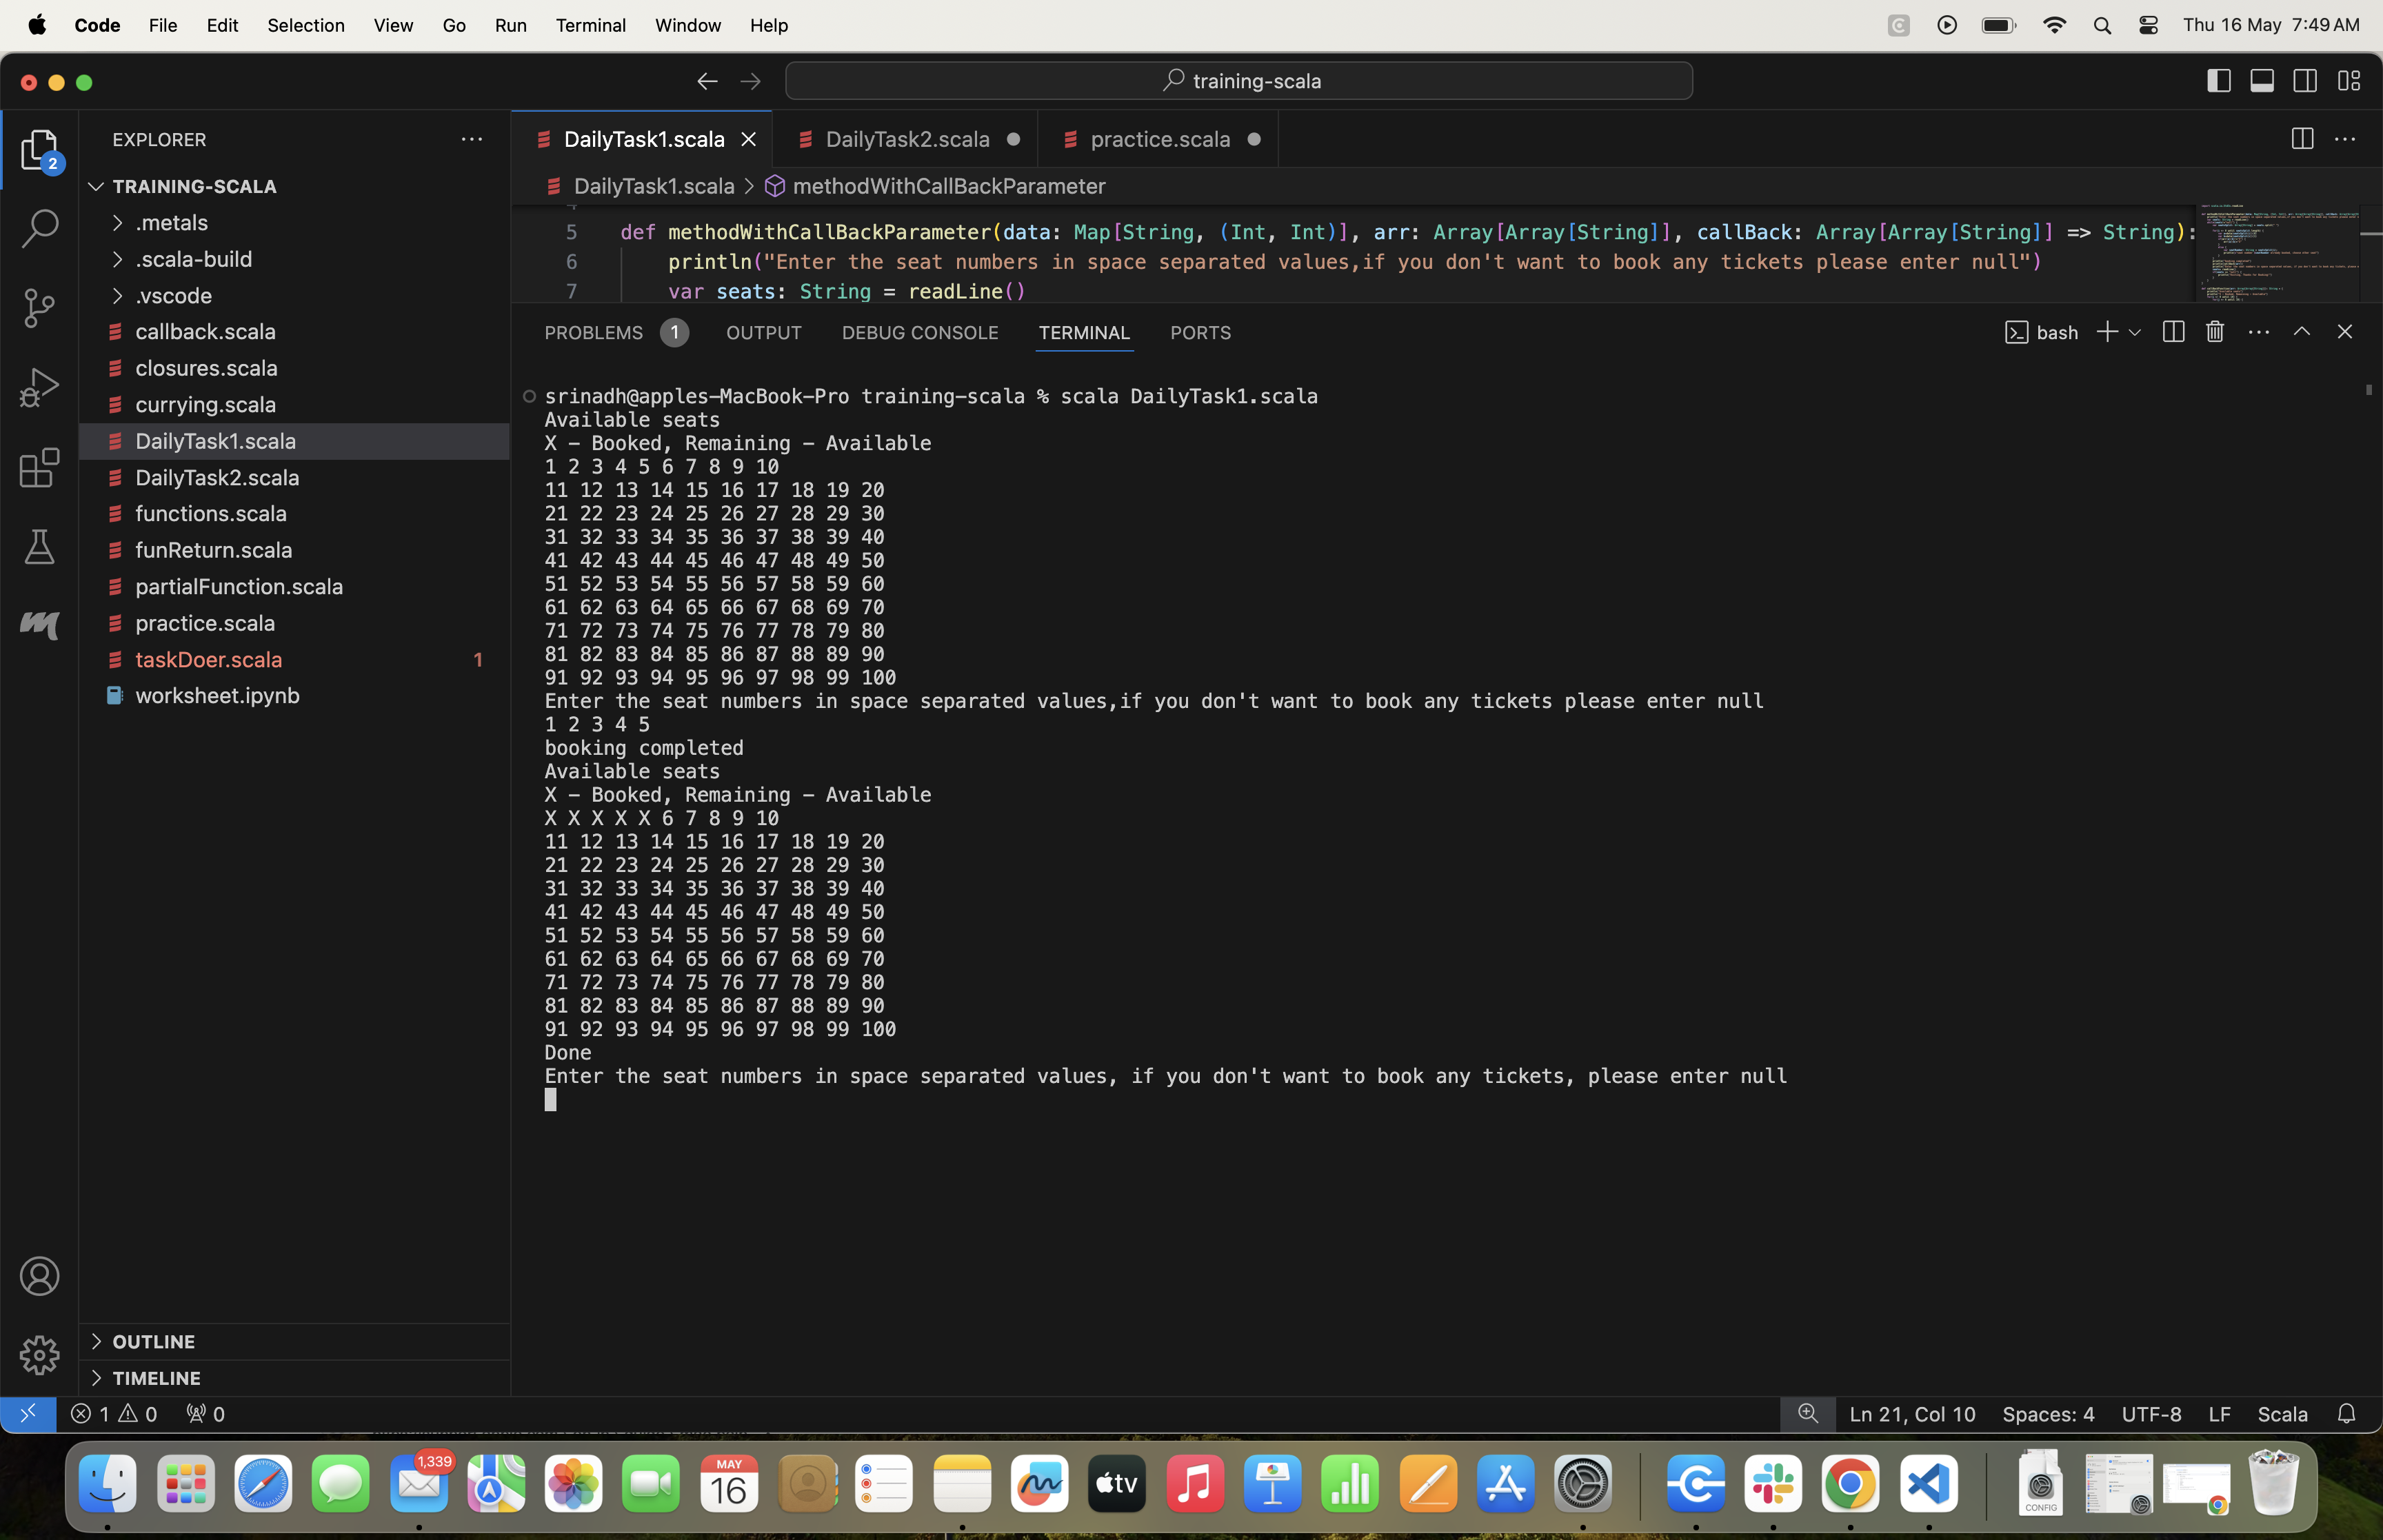 Code File Edit Selection View Go Run Terminal Window Help Thu 16 May 7:49 AM
training-scala
EXPLORER
DailyTask1.scala DailyTask2.scala practice.scala
TRAINING-SCALA
DailyTask1.scala > methodWithCallBackParameter
.metals
.scala-build
.vscode
callback.scala
closures.scala
currying.scala
DailyTask1.scala
DailyTask2.scala
functions.scala
funReturn.scala
partialFunction.scala
practice.scala
taskDoer.scala 1
worksheet.ipynb
OUTLINE
TIMELINE
2
5 def methodWithCallBackParameter(data: Map[String, (Int, Int)], arr: Array[Array[String]], callBack: Array[Array[String]] => String):
6 println("Enter the seat numbers in space separated values,if you don't want to book any tickets please enter null")
7 var seats: String = readLine()
PROBLEMS 1 OUTPUT DEBUG CONSOLE TERMINAL PORTS bash
srinadh@apples-MacBook-Pro training-scala % scala DailyTask1.scala
Available seats
X - Booked, Remaining - Available
1 2 3 4 5 6 7 8 9 10
11 12 13 14 15 16 17 18 19 20
21 22 23 24 25 26 27 28 29 30
31 32 33 34 35 36 37 38 39 40
41 42 43 44 45 46 47 48 49 50
51 52 53 54 55 56 57 58 59 60
61 62 63 64 65 66 67 68 69 70
71 72 73 74 75 76 77 78 79 80
81 82 83 84 85 86 87 88 89 90
91 92 93 94 95 96 97 98 99 100
Enter the seat numbers in space separated values,if you don't want to book any tickets please enter null
1 2 3 4 5
booking completed
Available seats
X - Booked, Remaining - Available
X X X X X 6 7 8 9 10
11 12 13 14 15 16 17 18 19 20
21 22 23 24 25 26 27 28 29 30
31 32 33 34 35 36 37 38 39 40
41 42 43 44 45 46 47 48 49 50
51 52 53 54 55 56 57 58 59 60
61 62 63 64 65 66 67 68 69 70
71 72 73 74 75 76 77 78 79 80
81 82 83 84 85 86 87 88 89 90
91 92 93 94 95 96 97 98 99 100
Done
Enter the seat numbers in space separated values, if you don't want to book any tickets, please enter null
1 0 0 Ln 21, Col 10 Spaces: 4 UTF-8 LF Scala
1,339
MAY
16
tv
CONFIG